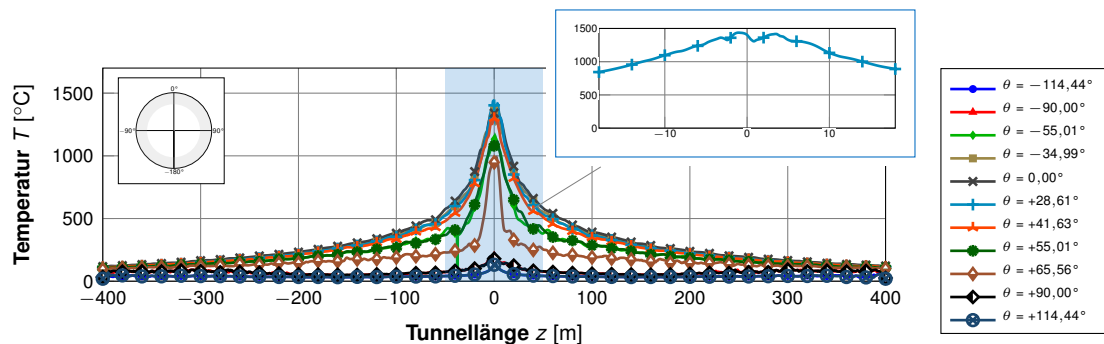 1500
1000
500
0
−10
0
10
1500
1000
500
0
Temperatur T [°C]
0°
−90°
90°
−180°
−400
−300
−200
−100
0
100
200
300
400
Tunnellänge z [m]
θ = −114,44°
θ = −90,00°
θ = −55,01°
θ = −34,99°
θ = 0,00°
θ = +28,61°
θ = +41,63°
θ = +55,01°
θ = +65,56°
θ = +90,00°
θ = +114,44°